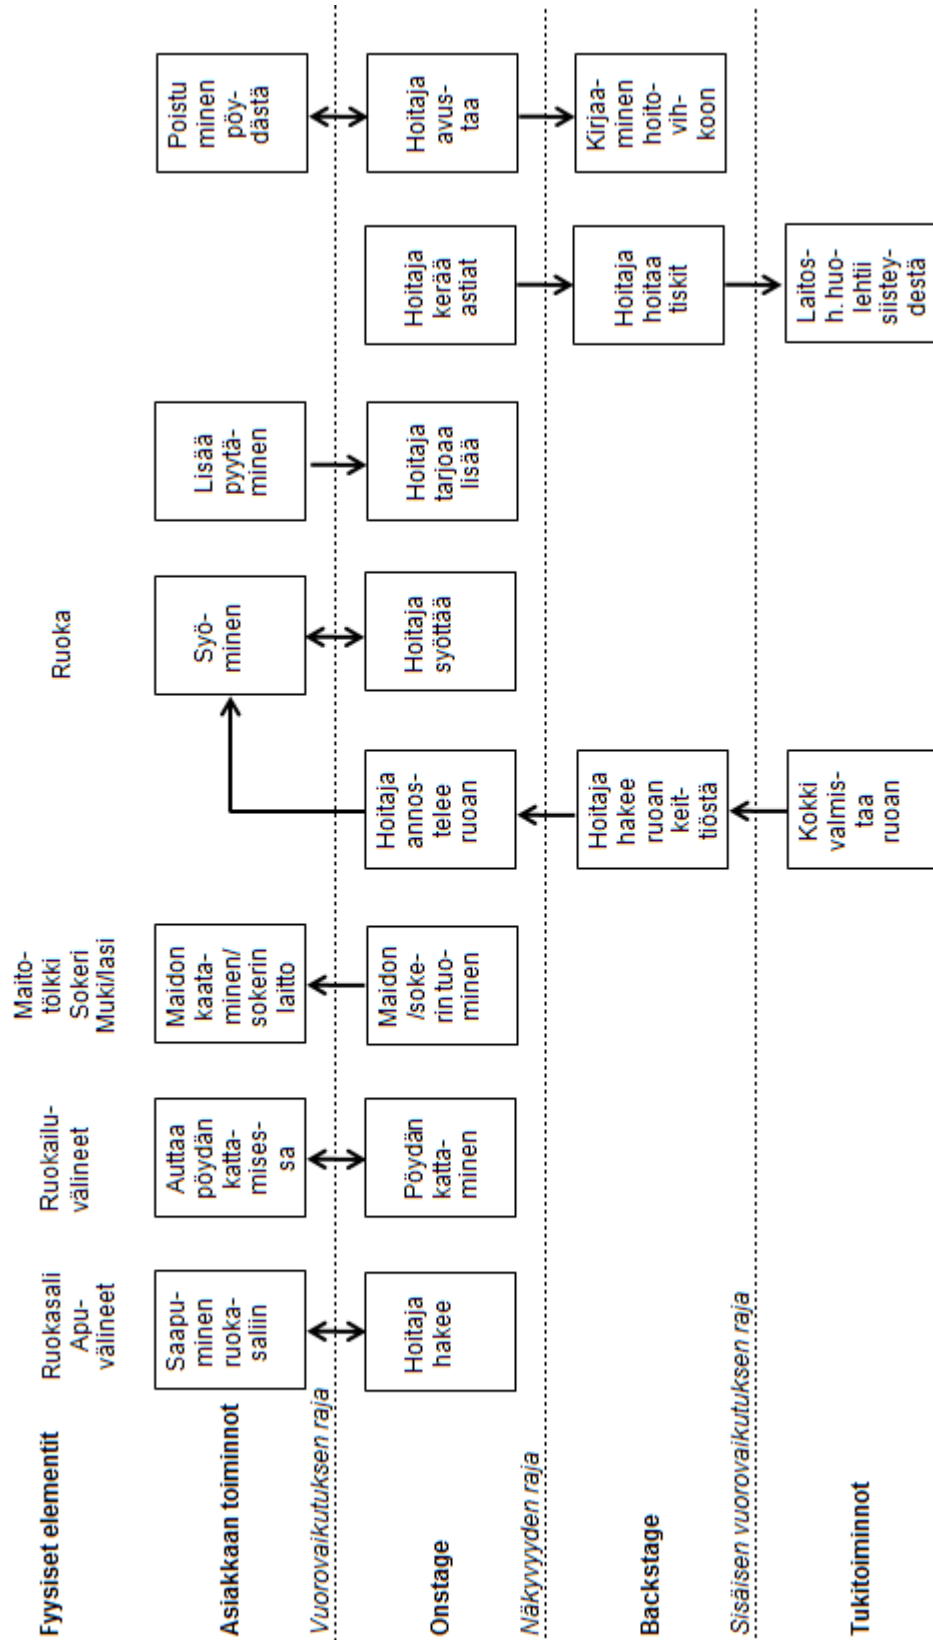 Fyysiset elementit
Ruokasali
Apu-
välineet
Ruokailu-
välineet
Maito-
tölkki
Sokeri
Muki/lasi
Ruoka
Asiakkaan toiminnot
Saapu-
minen
ruoka-
saliin
Auttaa
pöydän
katta-
mises-
sa
Maidon
kaata-
minen/
sokerin
laitto
Syö-
minen
Lisää
pyytä-
minen
Poistu
minen
pöy-
dästä
Vuorovaikutuksen raja
Onstage
Hoitaja
hakee
Pöydän
katta-
minen
Maidon
/soke-
rin tuo-
minen
Hoitaja
annos-
telee
ruoan
Hoitaja
syöttää
Hoitaja
tarjoaa
lisää
Hoitaja
kerää
astiat
Hoitaja
avus-
taa
Näkyvyyden raja
Backstage
Hoitaja
hakee
ruoan
keit-
tiöstä
Hoitaja
hoitaa
tiskit
Kirjaa-
minen
hoito-
vih-
koon
Sisäisen vuorovaikutuksen raja
Tukitoiminnot
Kokki
valmis-
taa
ruoan
Laitos-
h. huo-
lehtii
siistey-
destä